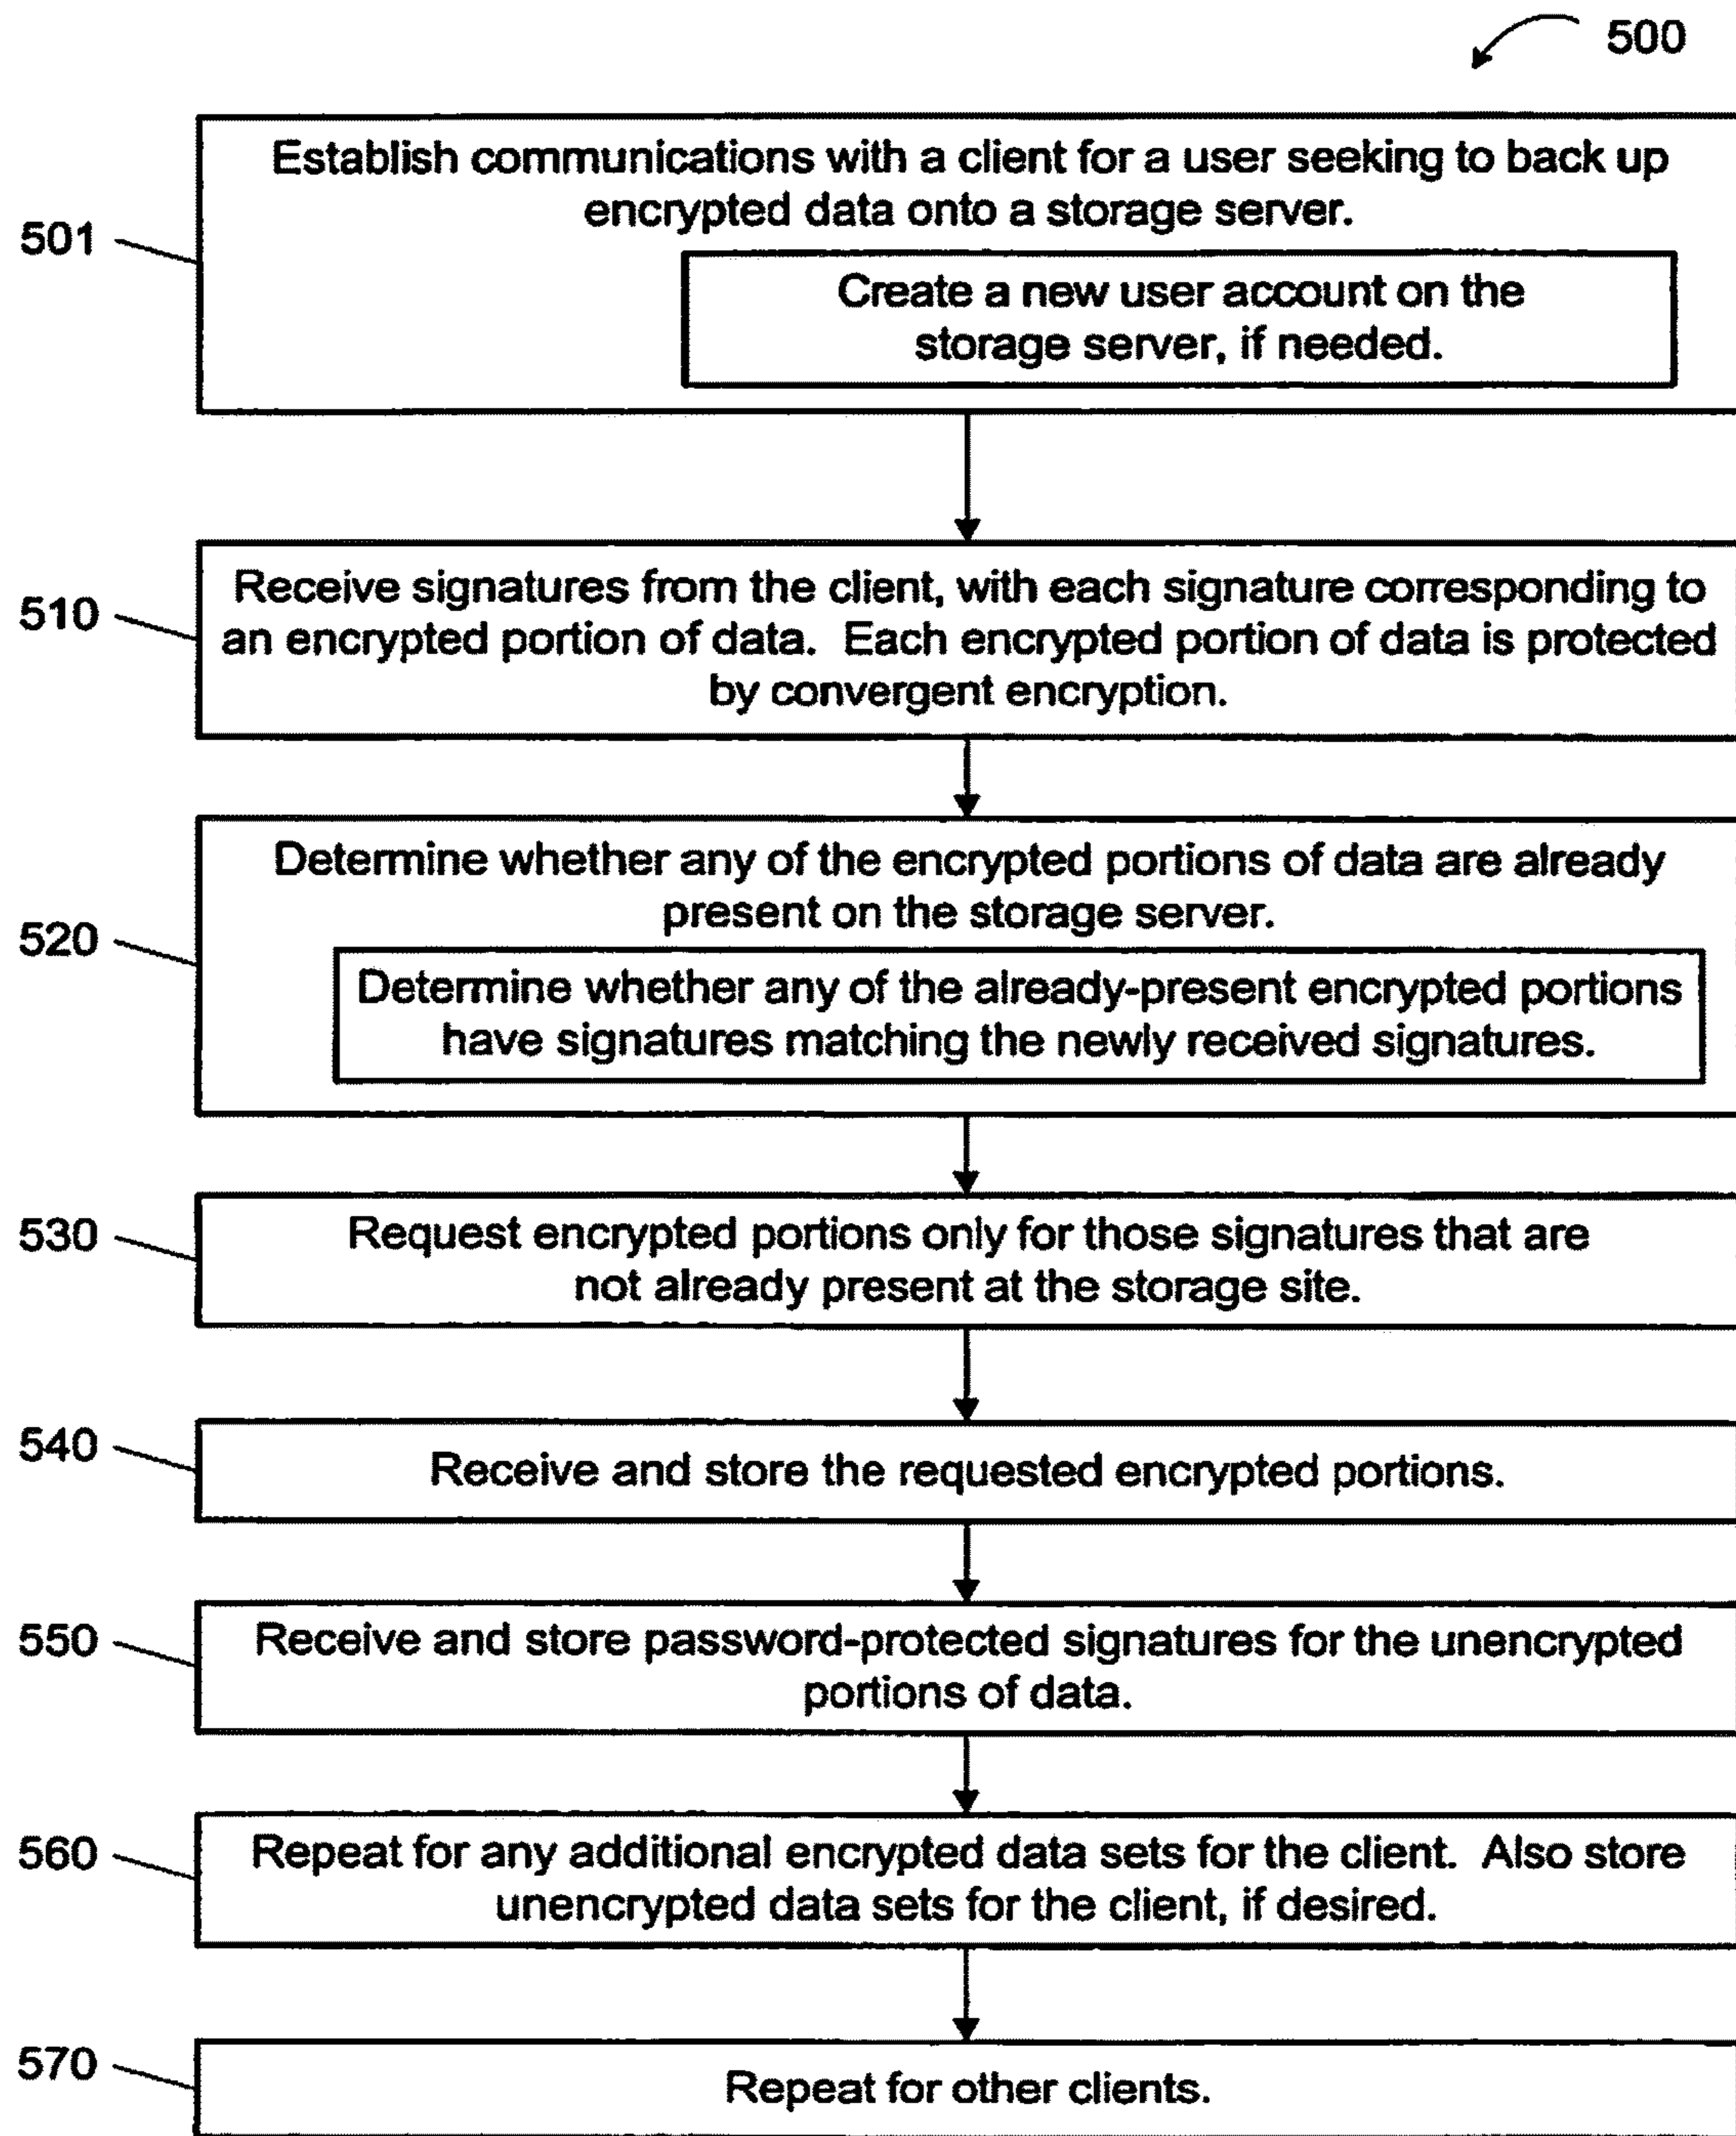 500
501
Establish communications with a client for a user seeking to back up
encrypted data onto a storage server.
Create a new user account on the
storage server, if needed.
510
Receive signatures from the client, with each signature corresponding to
an encrypted portion of data.  Each encrypted portion of data is protected
by convergent encryption.
520
Determine whether any of the encrypted portions of data are already
present on the storage server.
Determine whether any of the already-present encrypted portions
have signatures matching the newly received signatures.
530
Request encrypted portions only for those signatures that are
not already present at the storage site.
540
Receive and store the requested encrypted portions.
550
Receive and store password-protected signatures for the unencrypted
portions of data.
560
Repeat for any additional encrypted data sets for the client.  Also store
unencrypted data sets for the client, if desired.
570
Repeat for other clients.